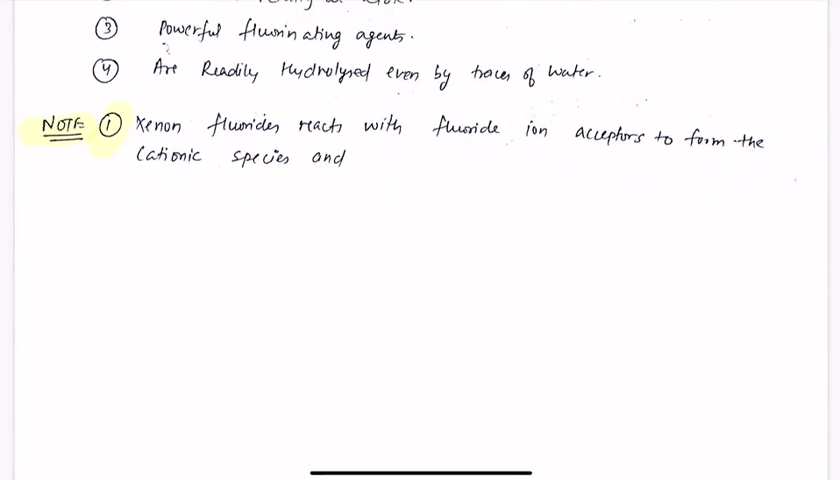 ③ Powerful fluorinating agents.
④ Are Readily Hydrolysed even by traces of water.
NOTE ① Xenon fluorides reacts with fluoride ion acceptors to form the
Cationic species and